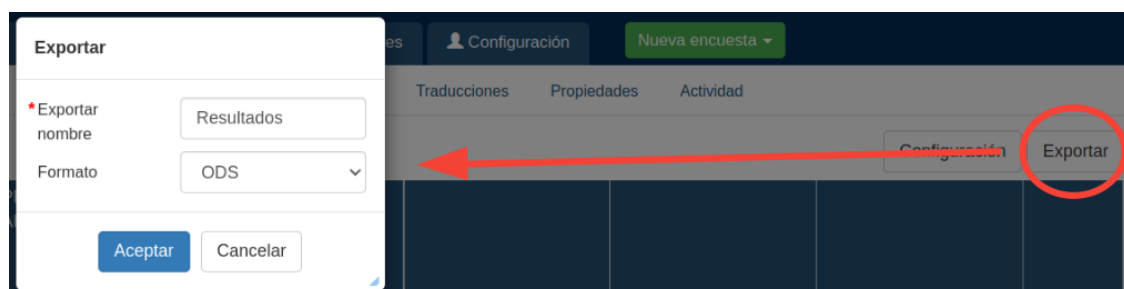 Exportar
es
Configuración
Nueva encuesta
Traducciones
Propiedades
Actividad
*Exportar
nombre
Resultados
Formato
ODS
Configuración
Exportar
Aceptar
Cancelar